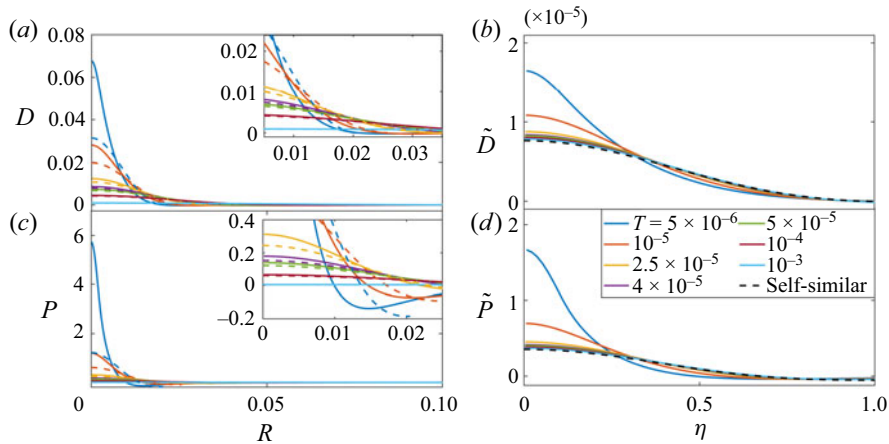 (×10⁻⁵)
(a) 0.08
0.06
D 0.04
0.02
0
0.02
0.01
0
0.01 0.02 0.03
(b) 2
D̃ 1
0
(c)
6
P 4
2
0
0.4
0.2
0
−0.2
0 0.01 0.02
0 0.05 0.10
R
(d) 2
P̃ 1
0
T = 5 × 10⁻⁶ 5 × 10⁻⁵
10⁻⁵ 10⁻⁴
2.5 × 10⁻⁵ 10⁻³
4 × 10⁻⁵ Self-similar
0 0.5 1.0
η